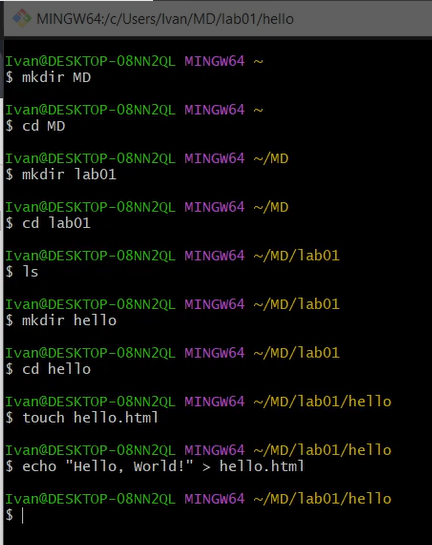 MINGW64:/c/Users/Ivan/MD/lab01/hello
Ivan@DESKTOP-08NN2QL MINGW64 ~
$ mkdir MD
Ivan@DESKTOP-08NN2QL MINGW64 ~
$ cd MD
Ivan@DESKTOP-08NN2QL MINGW64 ~/MD
$ mkdir lab01
Ivan@DESKTOP-08NN2QL MINGW64 ~/MD
$ cd lab01
Ivan@DESKTOP-08NN2QL MINGW64 ~/MD/lab01
$ ls
Ivan@DESKTOP-08NN2QL MINGW64 ~/MD/lab01
$ mkdir hello
Ivan@DESKTOP-08NN2QL MINGW64 ~/MD/lab01
$ cd hello
Ivan@DESKTOP-08NN2QL MINGW64 ~/MD/lab01/hello
$ touch hello.html
Ivan@DESKTOP-08NN2QL MINGW64 ~/MD/lab01/hello
$ echo "Hello, World!" > hello.html
Ivan@DESKTOP-08NN2QL MINGW64 ~/MD/lab01/hello
$